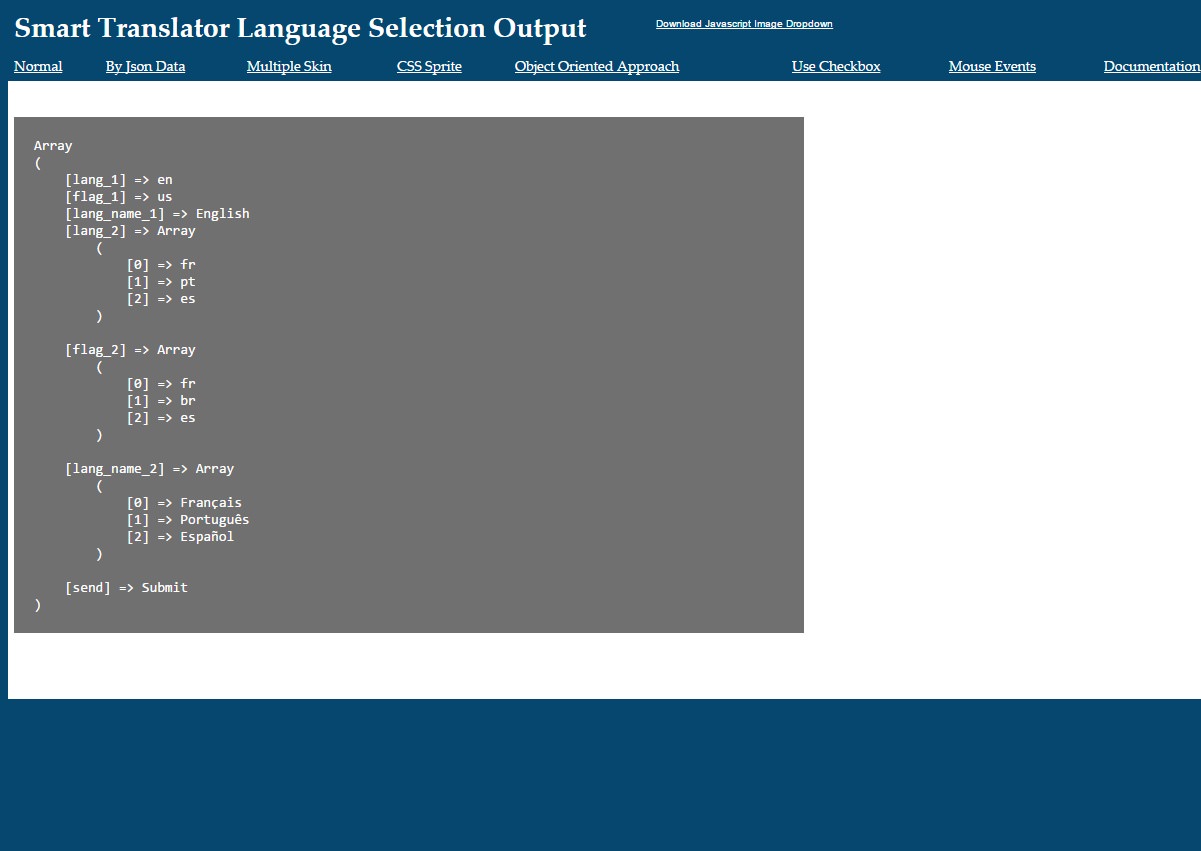 Smart Translator Language Selection Output
Download Javascript Image Dropdown
Normal By Json Data Multiple Skin CSS Sprite Object Oriented Approach Use Checkbox Mouse Events Documentation
Array
(
    [lang_1] => en
    [flag_1] => us
    [lang_name_1] => English
    [lang_2] => Array
        (
            [0] => fr
            [1] => pt
            [2] => es
        )
    [flag_2] => Array
        (
            [0] => fr
            [1] => br
            [2] => es
        )
    [lang_name_2] => Array
        (
            [0] => Français
            [1] => Português
            [2] => Español
        )
    [send] => Submit
)